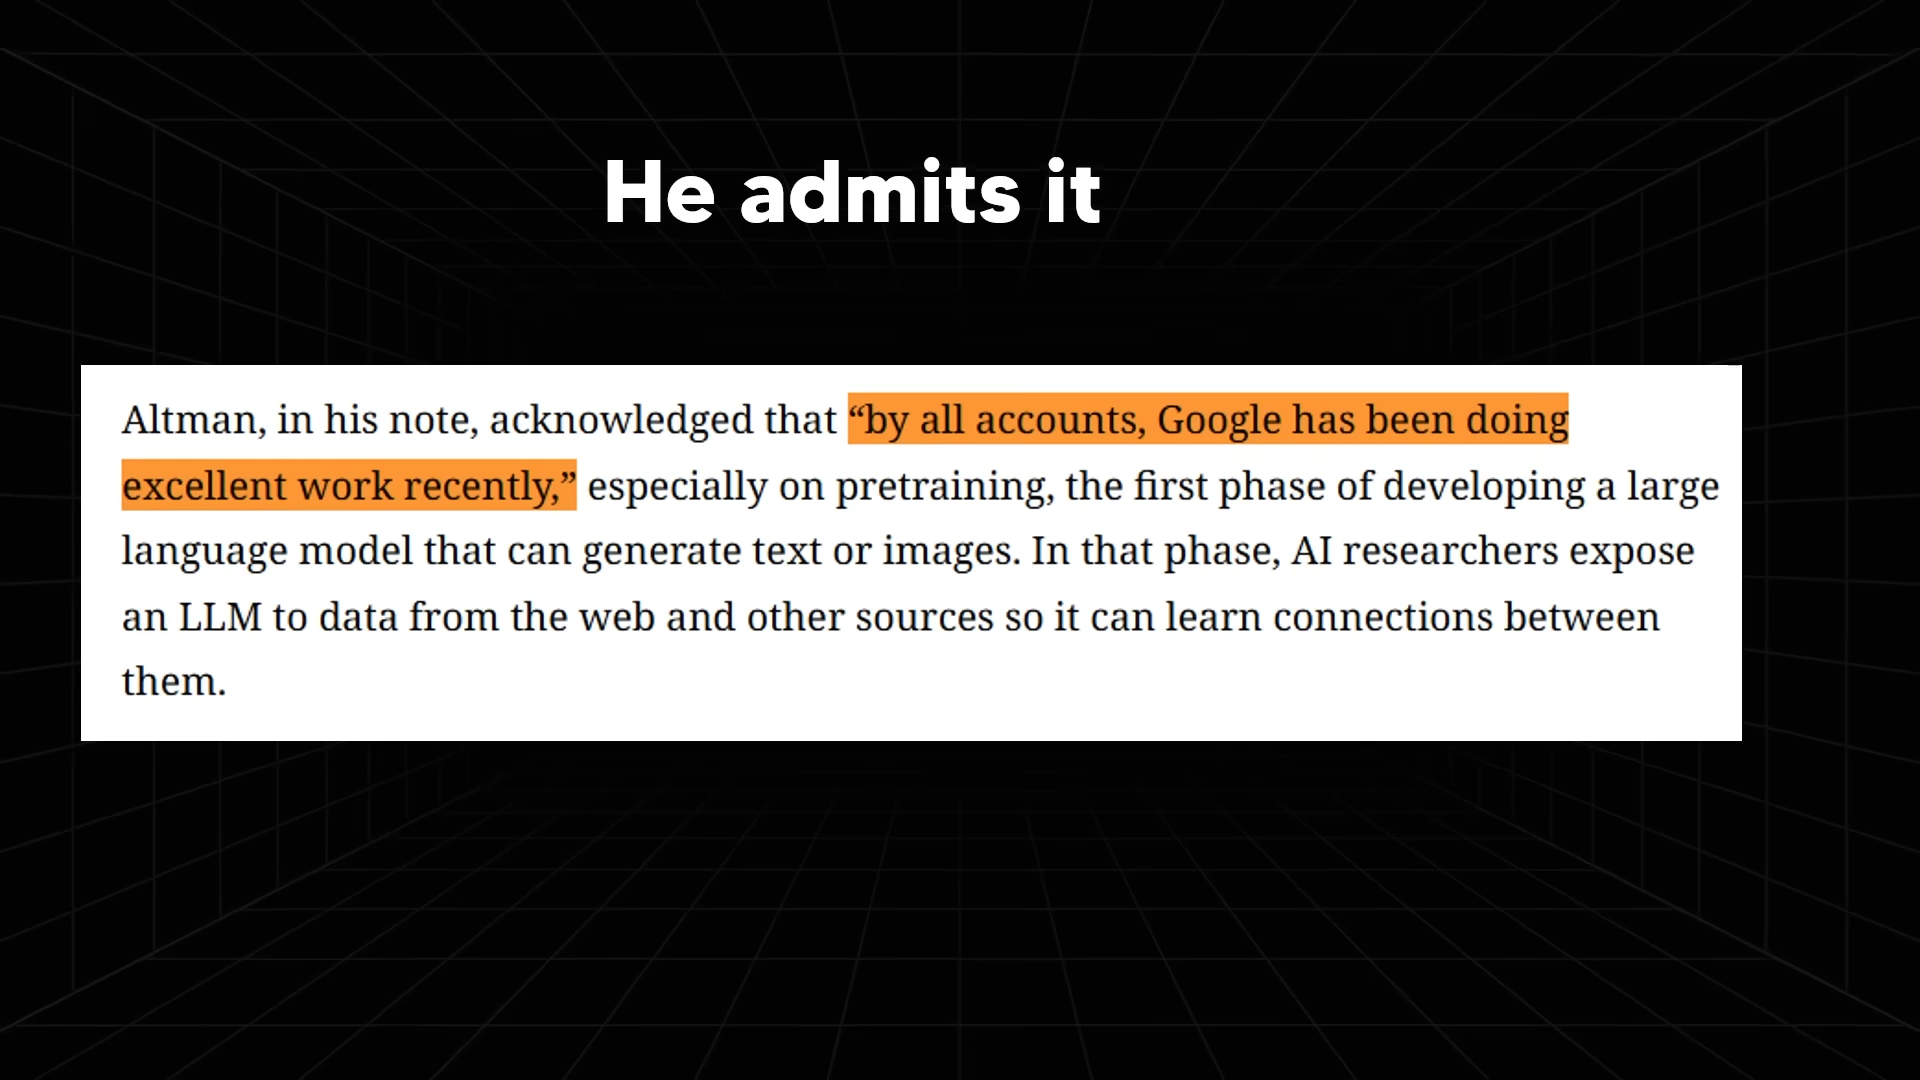 He admits it
Altman, in his note, acknowledged that “by all accounts, Google has been doing
excellent work recently,” especially on pretraining, the first phase of developing a large
language model that can generate text or images. In that phase, AI researchers expose
an LLM to data from the web and other sources so it can learn connections between
them.